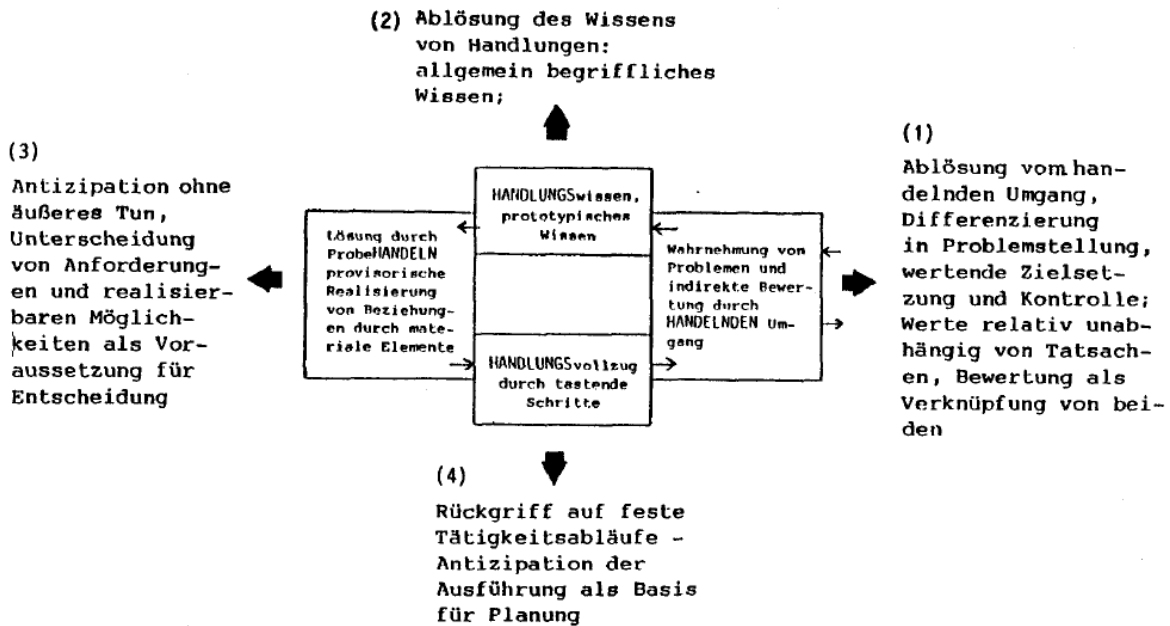 (2) Ablösung des Wissens
von Handlungen:
allgemein begriffliches
Wissen;
(3)
Antizipation ohne
äußeres Tun,
Unterscheidung
von Anforderung-
en und realisier-
baren Möglich-
keiten als Vor-
aussetzung für
Entscheidung
HANDLUNGSwissen,
prototypisches
Wissen
Lösung durch
ProbeHANDELN
provisorische
Realisierung
von Beziehung-
en durch mate-
riale Elemente
Wahrnehmung von
Problemen und
indirekte Bewer-
tung durch
HANDELNDEN Um-
gang
HANDLUNGSvollzug
durch tastende
Schritte
(1)
Ablösung vom han-
delnden Umgang,
Differenzierung
in Problemstellung,
wertende Zielset-
zung und Kontrolle;
Werte relativ unab-
hängig von Tatsach-
en, Bewertung als
Verknüpfung von bei-
den
(4)
Rückgriff auf feste
Tätigkeitsabläufe -
Antizipation der
Ausführung als Basis
für Planung